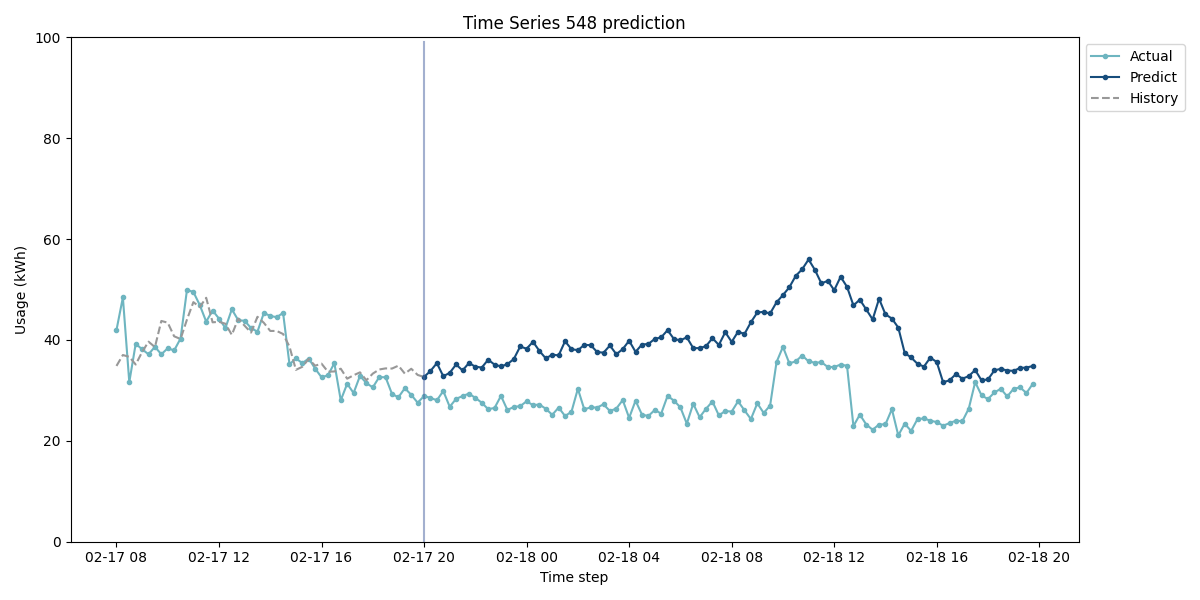 Time Series 548 prediction
100
80
60
40
20
0
Usage (kWh)
02-17 08
02-17 12
02-17 16
02-17 20
02-18 00
02-18 04
02-18 08
02-18 12
02-18 16
02-18 20
Time step
Actual
Predict
History